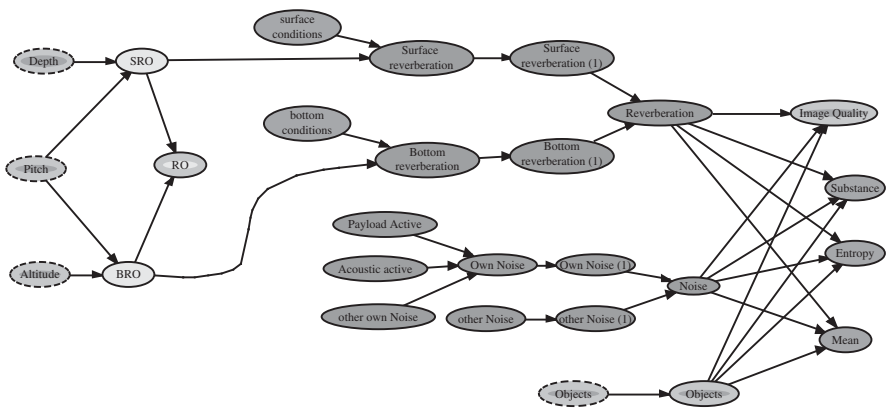 surface
conditions
Depth
SRO
Surface
reverberation
Surface
reverberation (1)
bottom
conditions
Reverberation
Image Quality
Pitch
RO
Bottom
reverberation
Bottom
reverberation (1)
Substance
Payload Active
Altitude
BRO
Acoustic active
Own Noise
Own Noise (1)
Entropy
Noise
other own Noise
other Noise
other Noise (1)
Mean
Objects
Objects